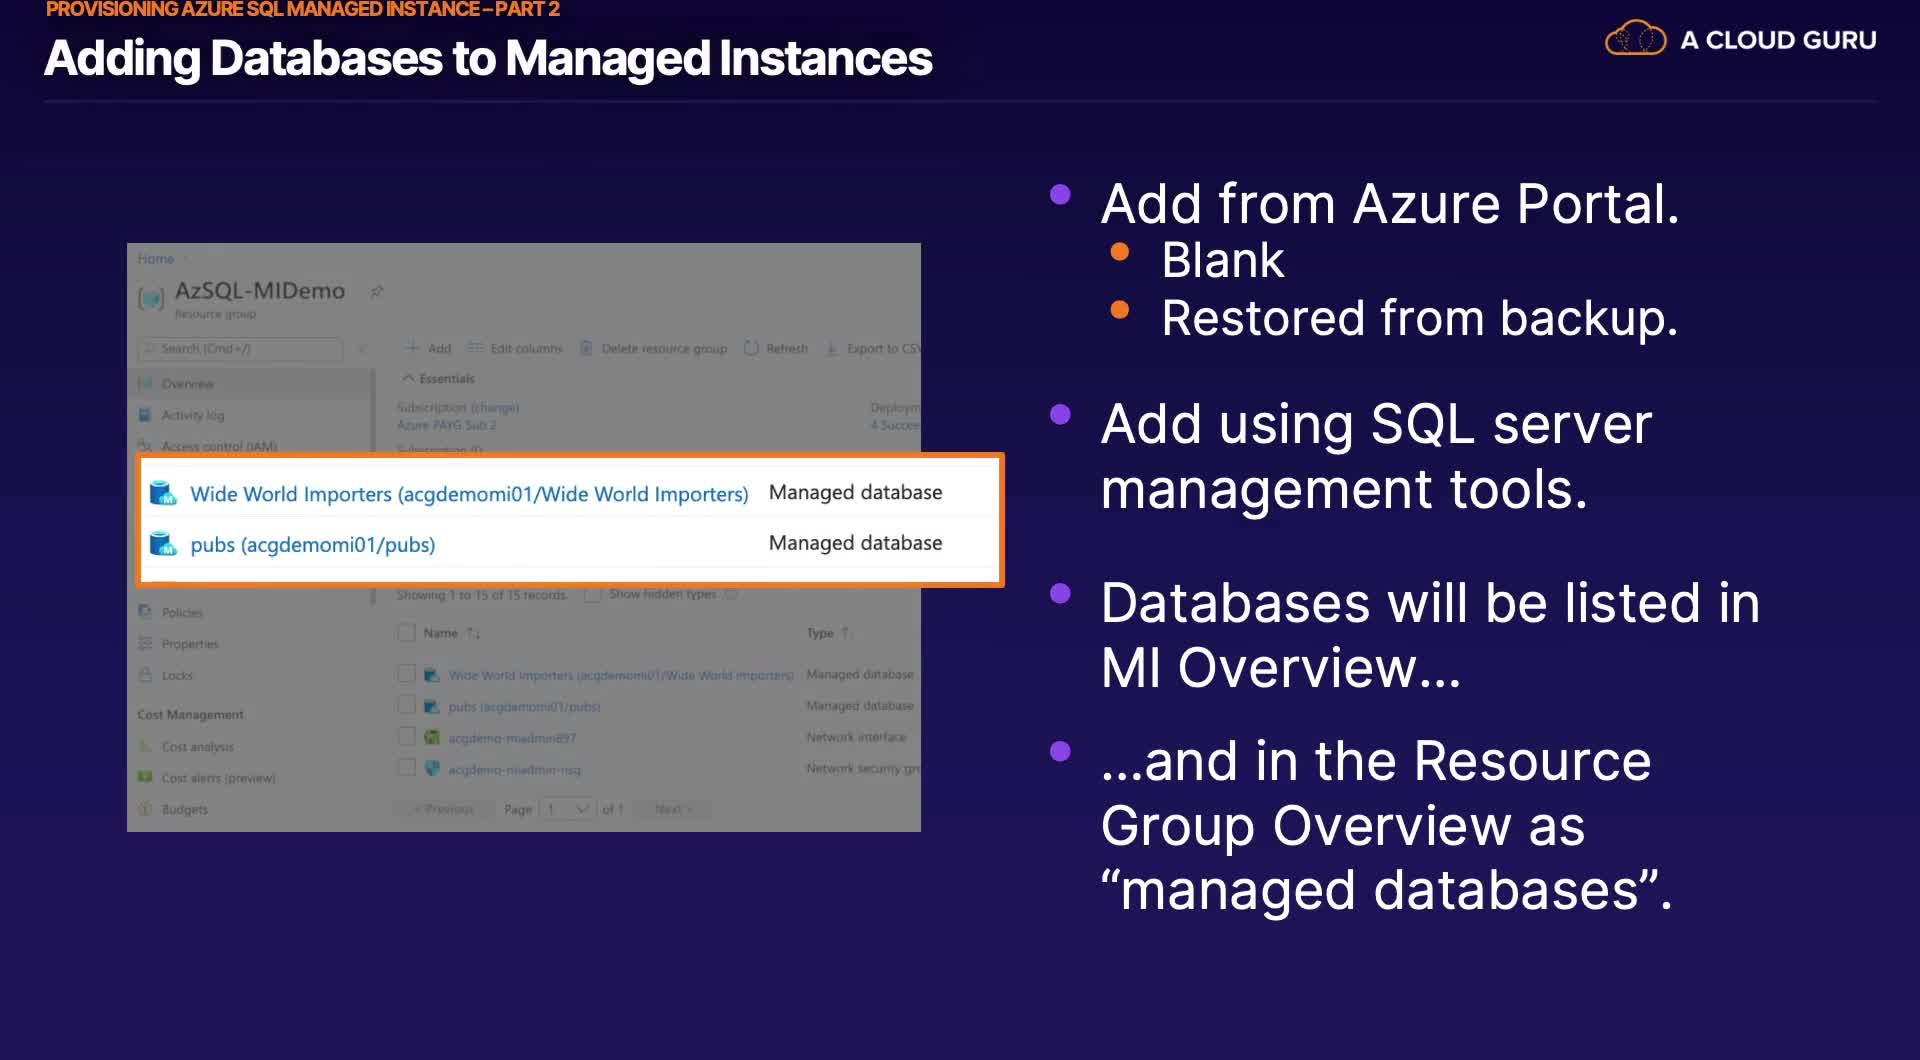 PROVISIONING AZURE SQL MANAGED INSTANCE – PART 2
Adding Databases to Managed Instances
A CLOUD GURU
Home
AzSQL-MIDemo
Resource group
Search (Cmd+/)
Add Edit columns Delete resource group Refresh Export to CSV
Overview
Activity log
Access control (IAM)
Essentials
Subscription (change)
Azure PAYG Sub 2
Deploym
4 Succee
Wide World Importers (acgdemomi01/Wide World Importers) Managed database
pubs (acgdemomi01/pubs) Managed database
Policies
Properties
Locks
Cost Management
Cost analysis
Cost alerts (preview)
Budgets
Showing 1 to 15 of 15 records. Show hidden types
Name Type
Wide World Importers (acgdemomi01/Wide World Importers) Managed database
pubs (acgdemomi01/pubs) Managed database
acgdemo-miadmin897 Network interface
acgdemo-miadmin-nsg Network security gro
< Previous Page 1 of 1 Next >
• Add from Azure Portal.
• Blank
• Restored from backup.
• Add using SQL server
management tools.
• Databases will be listed in
MI Overview...
• ...and in the Resource
Group Overview as
“managed databases”.